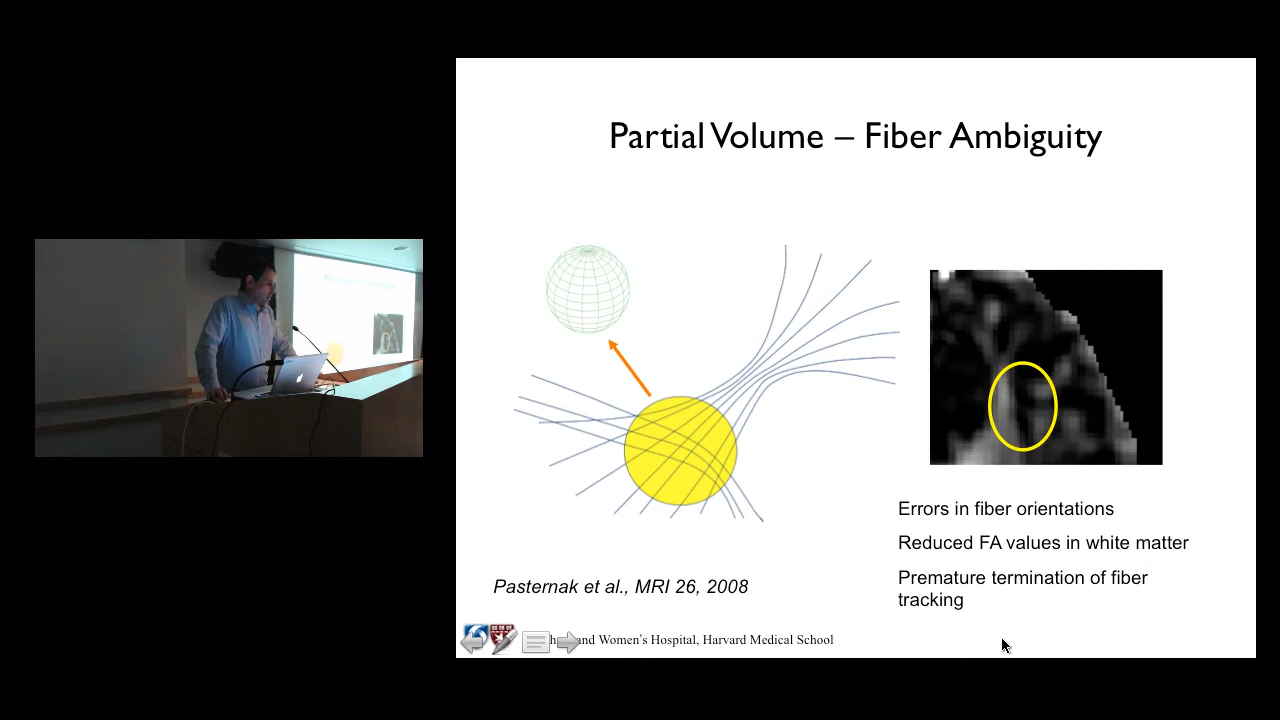 Partial Volume – Fiber Ambiguity
Errors in fiber orientations
Reduced FA values in white matter
Premature termination of fiber
tracking
Pasternak et al., MRI 26, 2008
and Women's Hospital, Harvard Medical School